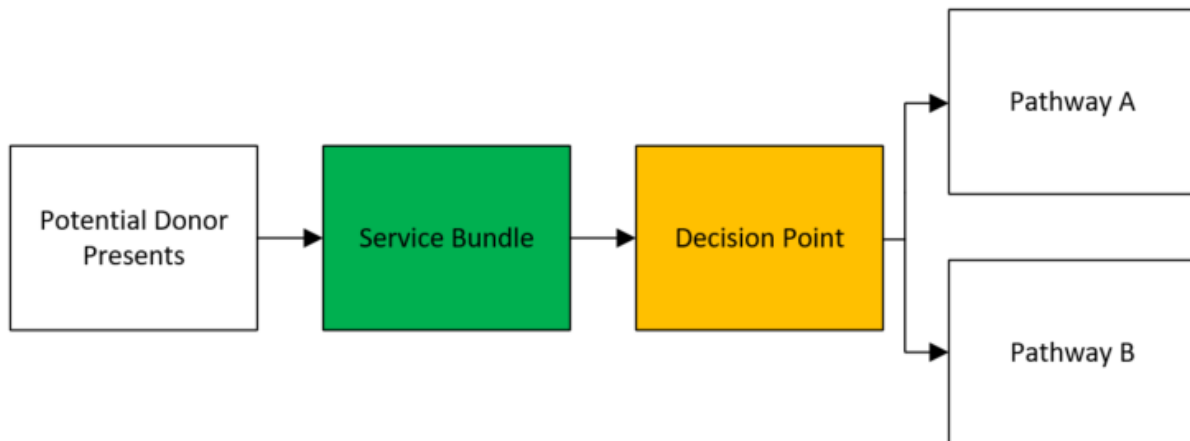 Potential Donor
Presents
Service Bundle
Decision Point
Pathway A
Pathway B